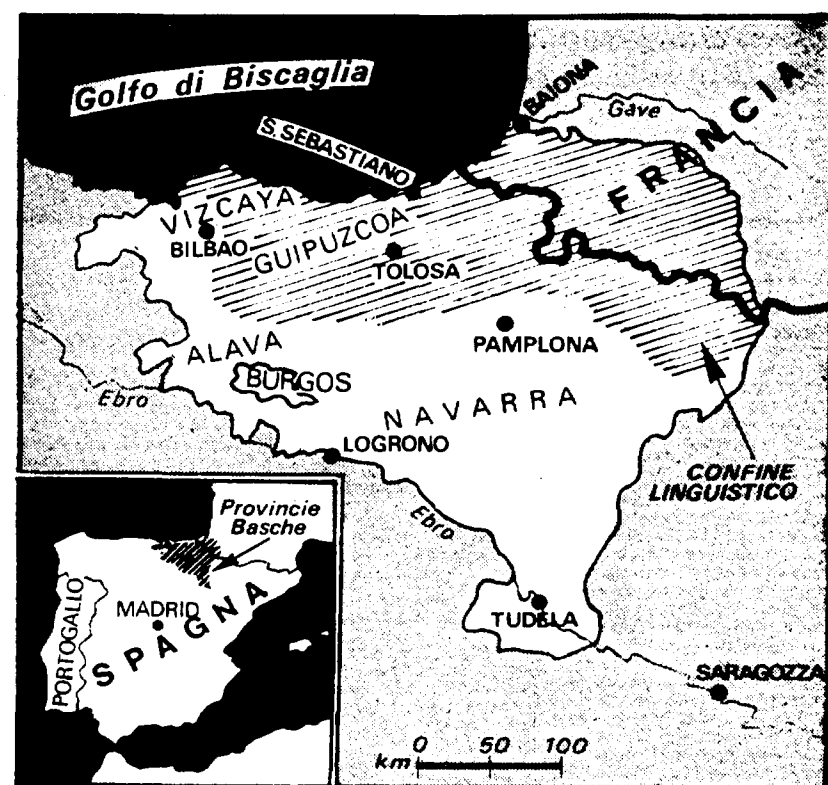 Golfo di Biscaglia
BAIONA
Gave
FRANCIA
S. SEBASTIANO
VIZCAYA
BILBAO
GUIPUZCOA
TOLOSA
PAMPLONA
ALAVA
BURGOS
Ebro
NAVARRA
LOGRONO
CONFINE
LINGUISTICO
Ebro
TUDELA
SARAGOZZA
Provincie
Basche
PORTOGALLO
MADRID
SPAGNA
0 50 100
km